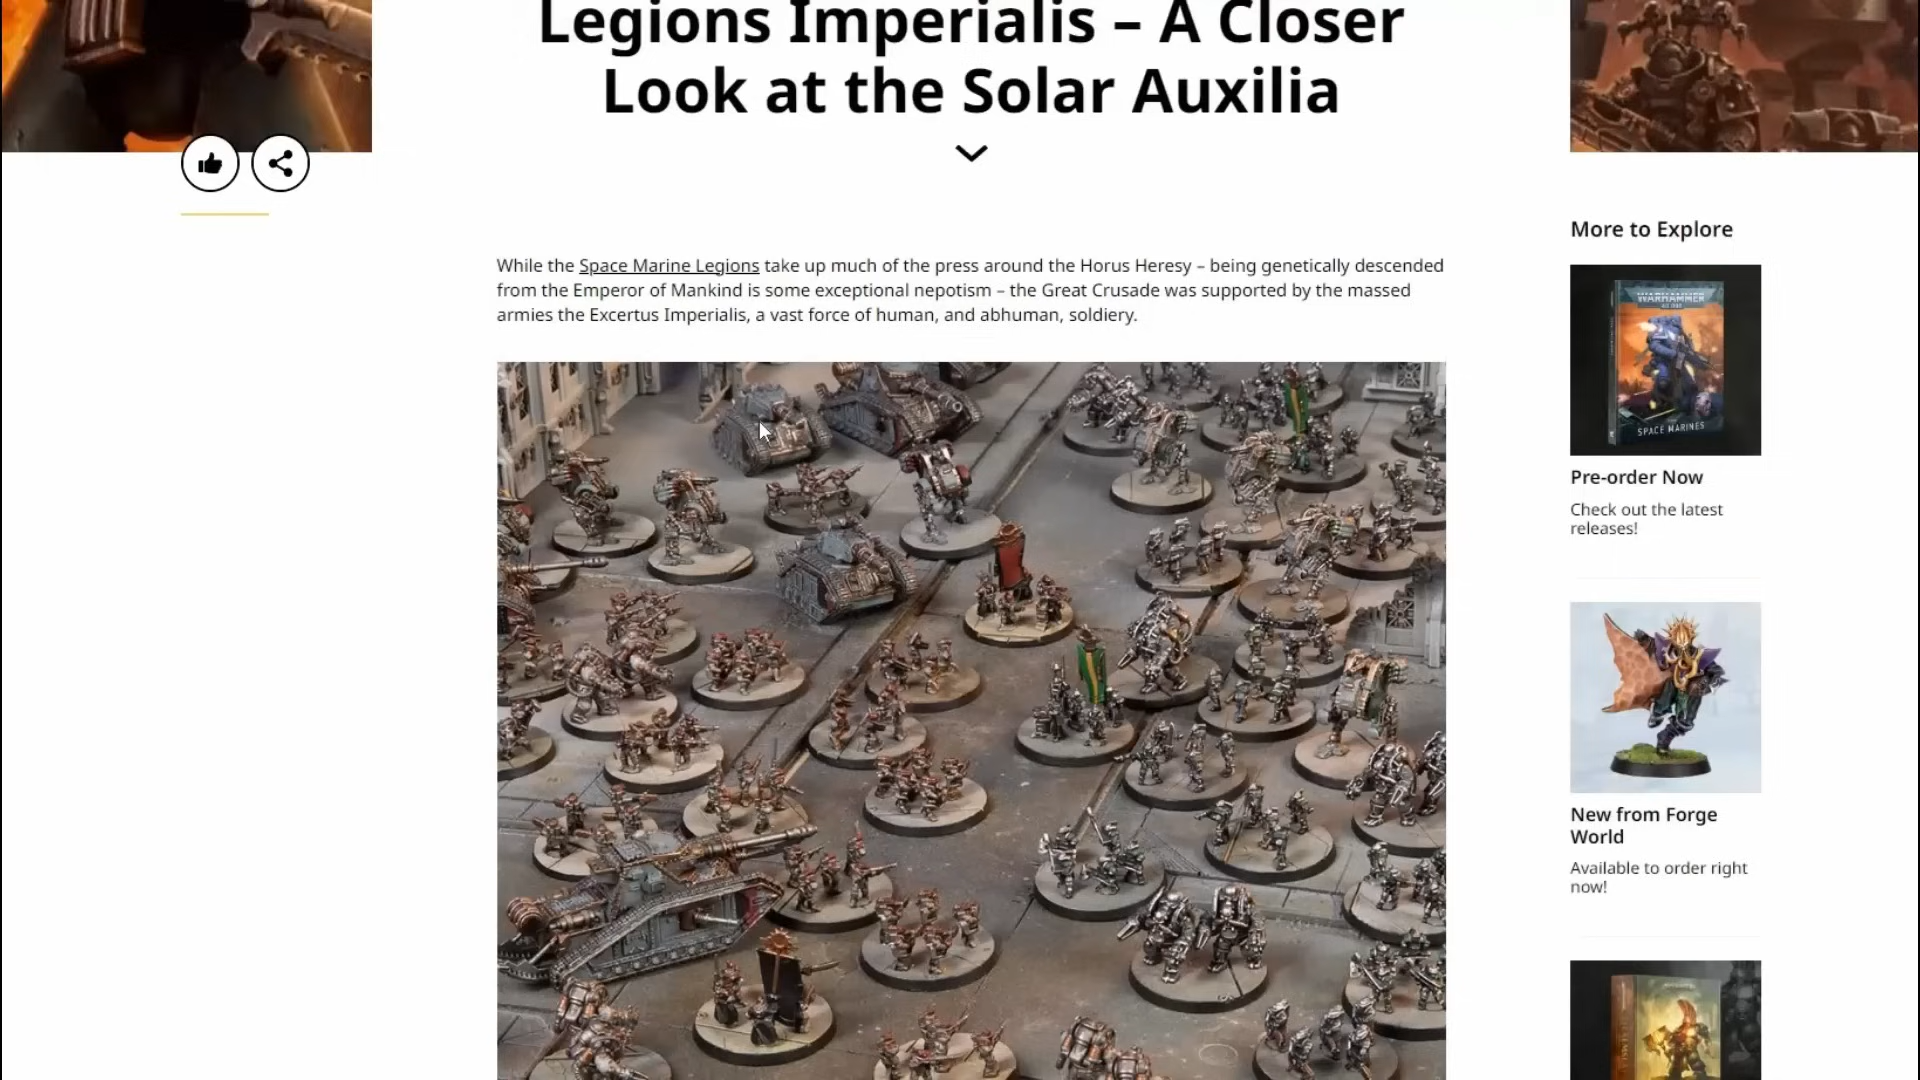 Legions Imperialis – A Closer
Look at the Solar Auxilia
While the Space Marine Legions take up much of the press around the Horus Heresy – being genetically descended
from the Emperor of Mankind is some exceptional nepotism – the Great Crusade was supported by the massed
armies the Excertus Imperialis, a vast force of human, and abhuman, soldiery.
More to Explore
WARHAMMER
SPACE MARINES
Pre-order Now
Check out the latest
releases!
New from Forge
World
Available to order right
now!